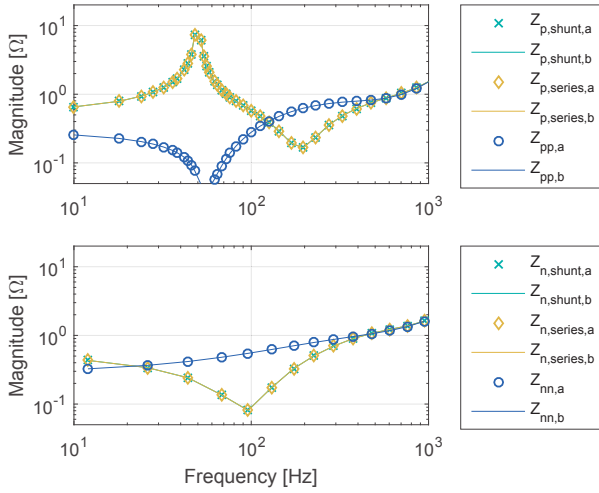 Magnitude [Ω]
10^1
10^0
10^-1
10^1
10^2
10^3
Z_p,shunt,a
Z_p,shunt,b
Z_p,series,a
Z_p,series,b
Z_pp,a
Z_pp,b
Magnitude [Ω]
10^1
10^0
10^-1
10^1
10^2
10^3
Frequency [Hz]
Z_n,shunt,a
Z_n,shunt,b
Z_n,series,a
Z_n,series,b
Z_nn,a
Z_nn,b